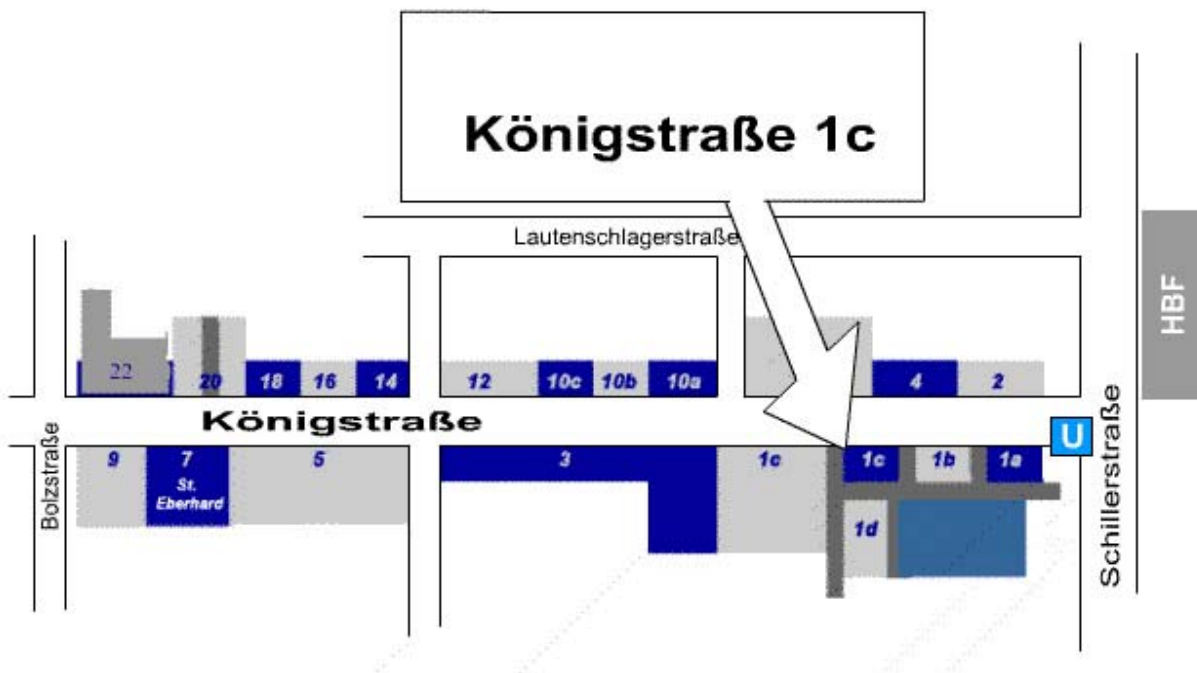 Königstraße 1c
Lautenschlagerstraße
HBF
22
20
18
16
14
12
10c
10b
10a
4
2
Königstraße
U
Schillerstraße
Bolzstraße
9
7
St.
Eberhard
5
3
1e
1c
1b
1a
1d